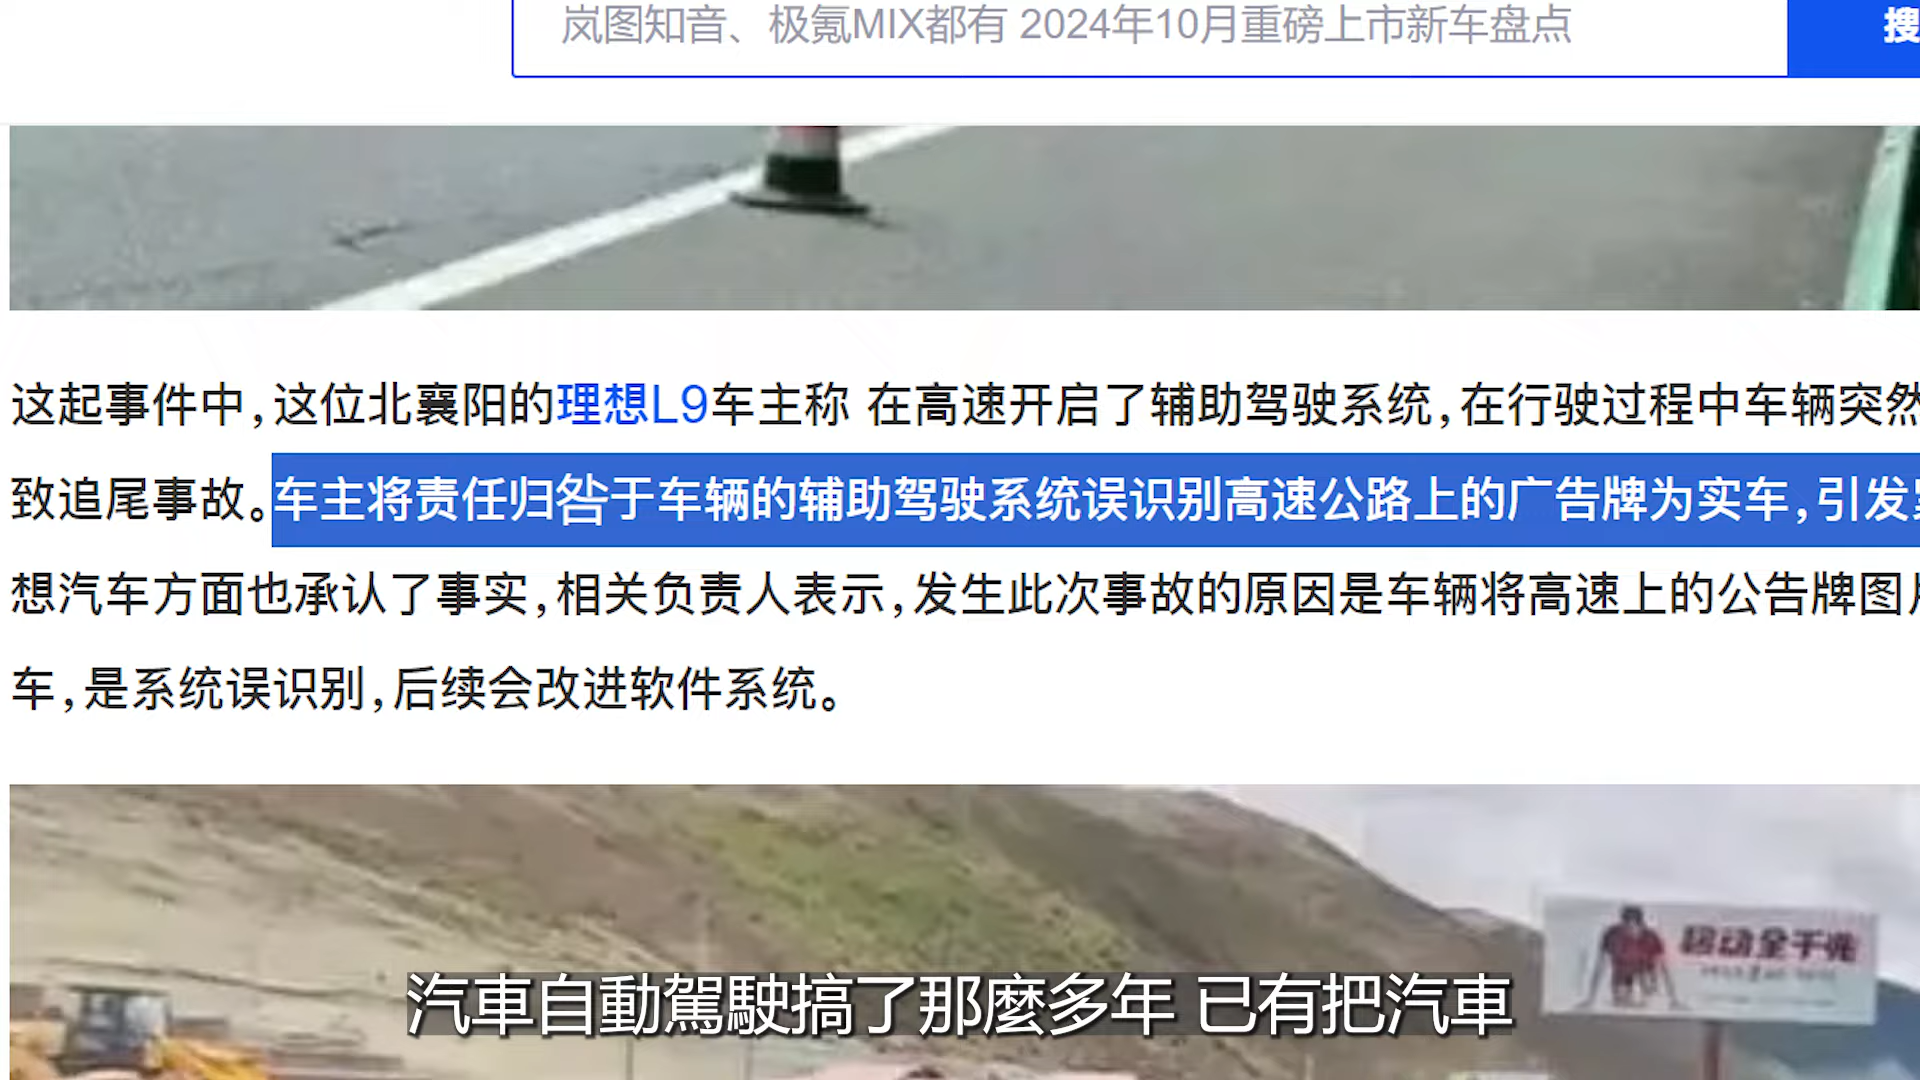 岚图知音、极氪MIX都有 2024年10月重磅上市新车盘点
搜
这起事件中,这位北襄阳的理想L9车主称 在高速开启了辅助驾驶系统,在行驶过程中车辆突然
致追尾事故。车主将责任归咎于车辆的辅助驾驶系统误识别高速公路上的广告牌为实车,引发
想汽车方面也承认了事实,相关负责人表示,发生此次事故的原因是车辆将高速上的公告牌图
车,是系统误识别,后续会改进软件系统。
汽車自動駕駛搞了那麼多年 已有把汽車